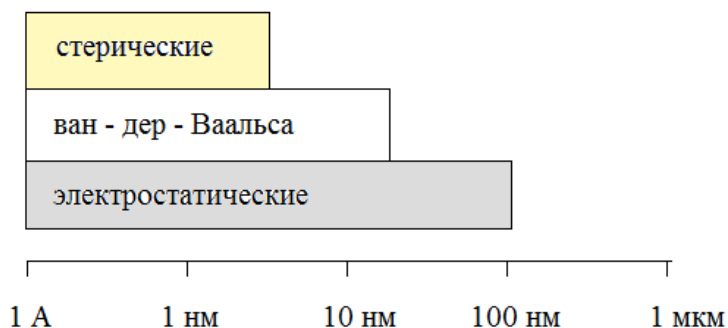 стерические
ван - дер - Ваальса
электростатические
1 А 1 нм 10 нм 100 нм 1 мкм